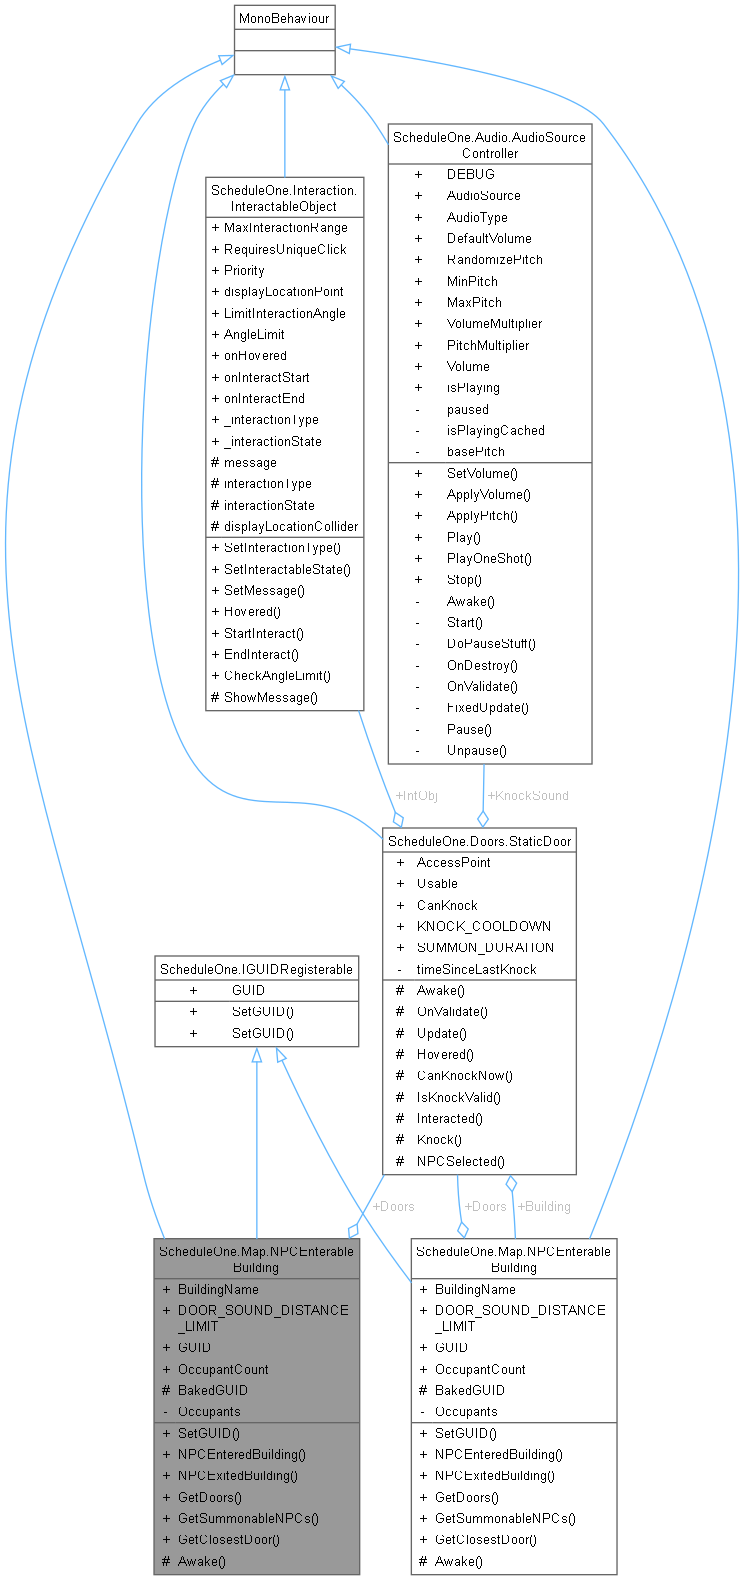 MonoBehaviour
ScheduleOne.Audio.AudioSource
Controller
+ DEBUG
+ AudioSource
+ AudioType
+ DefaultVolume
+ RandomizePitch
+ MinPitch
+ MaxPitch
+ VolumeMultiplier
+ PitchMultiplier
+ Volume
+ isPlaying
- paused
- isPlayingCached
- basePitch
+ SetVolume()
+ ApplyVolume()
+ ApplyPitch()
+ Play()
+ PlayOneShot()
+ Stop()
- Awake()
- Start()
- DoPauseStuff()
- OnDestroy()
- OnValidate()
- FixedUpdate()
- Pause()
- Unpause()
ScheduleOne.Interaction.
InteractableObject
+ MaxInteractionRange
+ RequiresUniqueClick
+ Priority
+ displayLocationPoint
+ LimitInteractionAngle
+ AngleLimit
+ onHovered
+ onInteractStart
+ onInteractEnd
+ _interactionType
+ _interactionState
# message
# interactionType
# interactionState
# displayLocationCollider
+ SetInteractionType()
+ SetInteractableState()
+ SetMessage()
+ Hovered()
+ StartInteract()
+ EndInteract()
+ CheckAngleLimit()
# ShowMessage()
+IntObj
+KnockSound
ScheduleOne.Doors.StaticDoor
+ AccessPoint
+ Usable
+ CanKnock
+ KNOCK_COOLDOWN
+ SUMMON_DURATION
- timeSinceLastKnock
# Awake()
# OnValidate()
# Update()
# Hovered()
# CanKnockNow()
# IsKnockValid()
# Interacted()
# Knock()
# NPCSelected()
ScheduleOne.IGUIDRegisterable
+ GUID
+ SetGUID()
+ SetGUID()
+Doors
+Doors
+Building
ScheduleOne.Map.NPCEnterable
Building
+ BuildingName
+ DOOR_SOUND_DISTANCE
_LIMIT
+ GUID
+ OccupantCount
# BakedGUID
- Occupants
+ SetGUID()
+ NPCEnteredBuilding()
+ NPCExitedBuilding()
+ GetDoors()
+ GetSummonableNPCs()
+ GetClosestDoor()
# Awake()
ScheduleOne.Map.NPCEnterable
Building
+ BuildingName
+ DOOR_SOUND_DISTANCE
_LIMIT
+ GUID
+ OccupantCount
# BakedGUID
- Occupants
+ SetGUID()
+ NPCEnteredBuilding()
+ NPCExitedBuilding()
+ GetDoors()
+ GetSummonableNPCs()
+ GetClosestDoor()
# Awake()